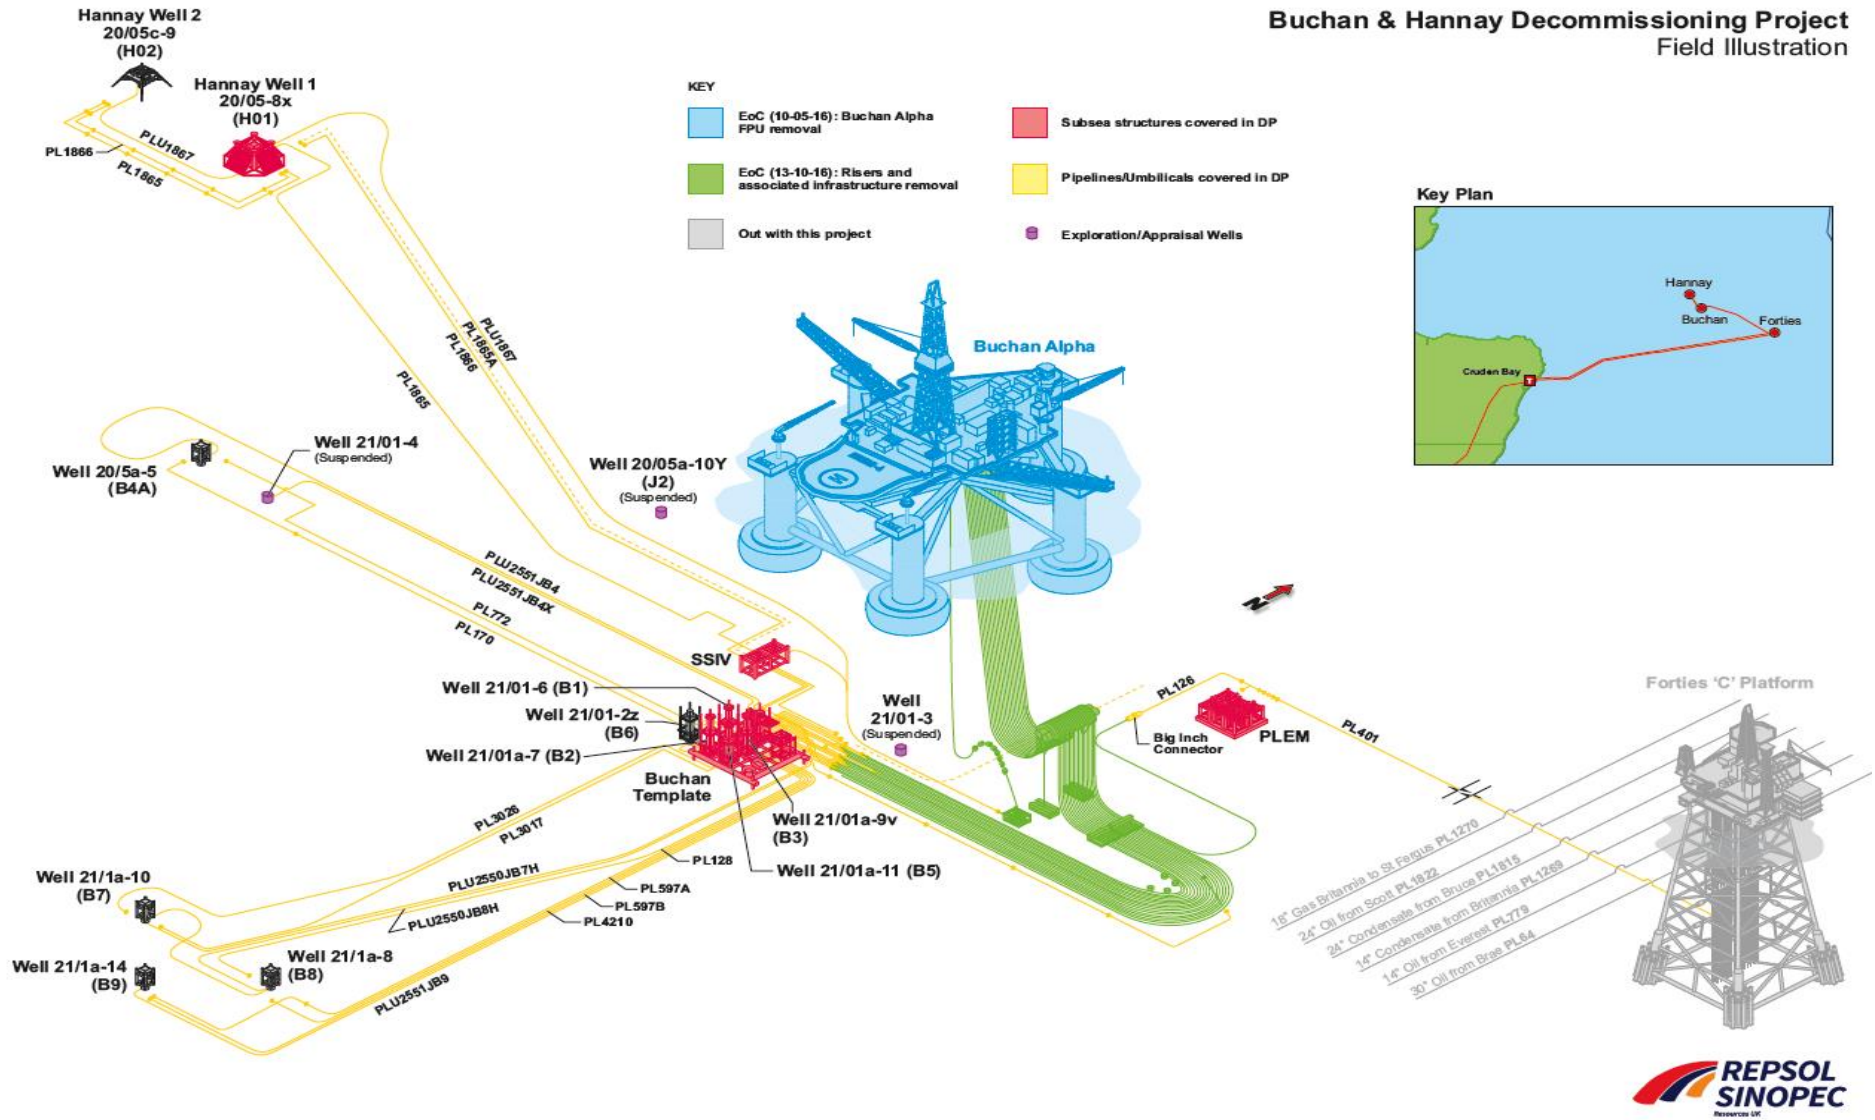 Buchan & Hannay Decommissioning Project
Field Illustration
Hannay Well 2
20/05c-9
(H02)
Hannay Well 1
20/05-8x
(H01)
PL1866
PLU1867
PL1865
KEY
EoC (10-05-16): Buchan Alpha
FPU removal
EoC (13-10-16): Risers and
associated infrastructure removal
Out with this project
Subsea structures covered in DP
Pipelines/Umbilicals covered in DP
Exploration/Appraisal Wells
Key Plan
Hannay
Buchan
Forties
Cruden Bay
T
PLU1867
PL1865A
PL1866
PL1865
Buchan Alpha
H
Well 21/01-4
(Suspended)
Well 20/5a-5
(B4A)
Well 20/05a-10Y
(J2)
(Suspended)
PLU2551JB4
PLU2551JB4X
PL772
PL170
N
SSIV
Well 21/01-6 (B1)
Well 21/01-2z
(B6)
Well 21/01a-7 (B2)
Buchan
Template
Well
21/01-3
(Suspended)
PL126
Big Inch
Connector
PLEM
PL401
Forties 'C' Platform
Well 21/01a-9v
(B3)
Well 21/01a-11 (B5)
PL3026
PL3017
PL128
PLU2550JB7H
PLU2550JB8H
PL597A
PL597B
PL4210
Well 21/1a-10
(B7)
Well 21/1a-14
(B9)
Well 21/1a-8
(B8)
PLU2551JB9
18" Gas Britannia to St Fergus PL1270
24" Oil from Scott PL1822
24" Condensate from Bruce PL1815
14" Condensate from Britannia PL1269
14" Oil from Everest PL779
30" Oil from Brae PL64
REPSOL
SINOPEC
Resources UK